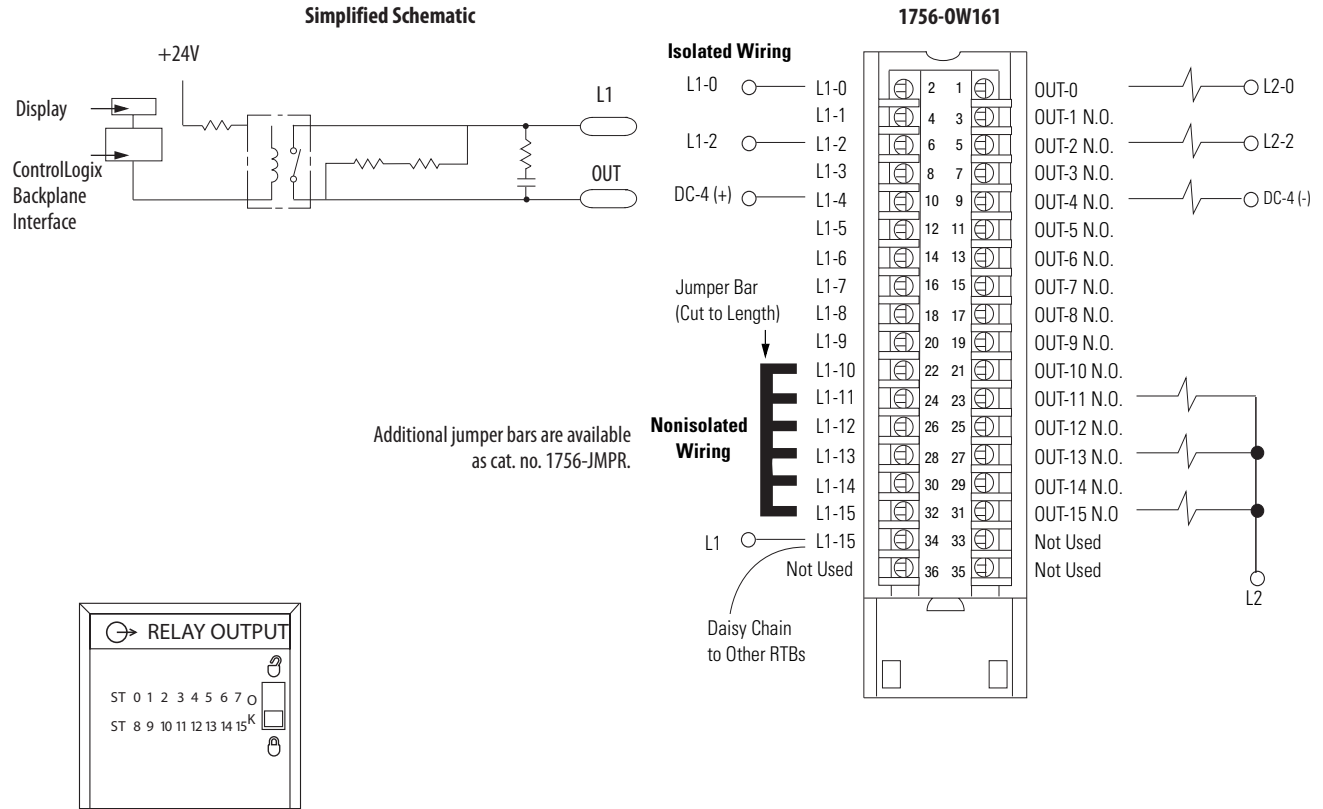 Simplified Schematic
+24V
Display
ControlLogix
Backplane
Interface
L1
OUT
1756-OW161
Isolated Wiring
L1-0 L1-0 2 1 OUT-0 L2-0
L1-1 4 3 OUT-1 N.O.
L1-2 L1-2 6 5 OUT-2 N.O. L2-2
L1-3 8 7 OUT-3 N.O.
DC-4 (+) L1-4 10 9 OUT-4 N.O. DC-4 (-)
L1-5 12 11 OUT-5 N.O.
L1-6 14 13 OUT-6 N.O.
L1-7 16 15 OUT-7 N.O.
L1-8 18 17 OUT-8 N.O.
L1-9 20 19 OUT-9 N.O.
L1-10 22 21 OUT-10 N.O.
L1-11 24 23 OUT-11 N.O.
L1-12 26 25 OUT-12 N.O.
L1-13 28 27 OUT-13 N.O.
L1-14 30 29 OUT-14 N.O.
L1-15 32 31 OUT-15 N.O
L1 L1-15 34 33 Not Used
Not Used 36 35 Not Used
L2
Jumper Bar
(Cut to Length)
Nonisolated
Wiring
Additional jumper bars are available
as cat. no. 1756-JMPR.
Daisy Chain
to Other RTBs
RELAY OUTPUT
ST 0 1 2 3 4 5 6 7 O
ST 8 9 10 11 12 13 14 15 K